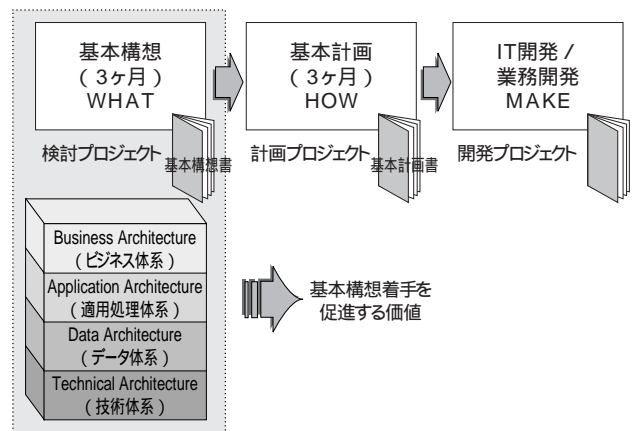 基本構想
（3ヶ月）
WHAT
基本計画
（3ヶ月）
HOW
IT開発 /
業務開発
MAKE
検討プロジェクト
基本構想書
計画プロジェクト
基本計画書
開発プロジェクト
Business Architecture
（ビジネス体系）
Application Architecture
（適用処理体系）
Data Architecture
（データ体系）
Technical Architecture
（技術体系）
基本構想着手を
促進する価値